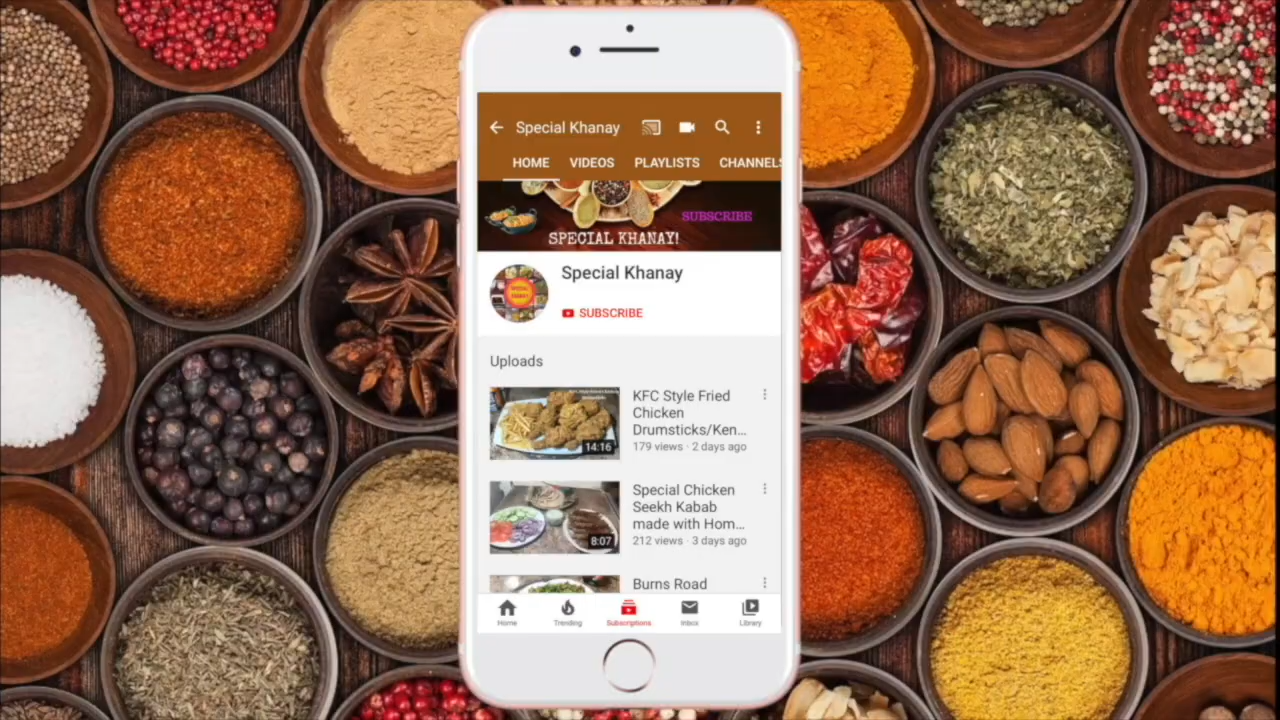 Special Khanay
HOME VIDEOS PLAYLISTS CHANNELS
SUBSCRIBE
SPECIAL KHANAY!
Special Khanay
SUBSCRIBE
Uploads
KFC Style Fried
Chicken
Drumsticks/Ken...
14:16
179 views · 2 days ago
Special Chicken
Seekh Kabab
made with Hom...
8:07
212 views · 3 days ago
Burns Road
Home Trending Subscriptions Inbox Library